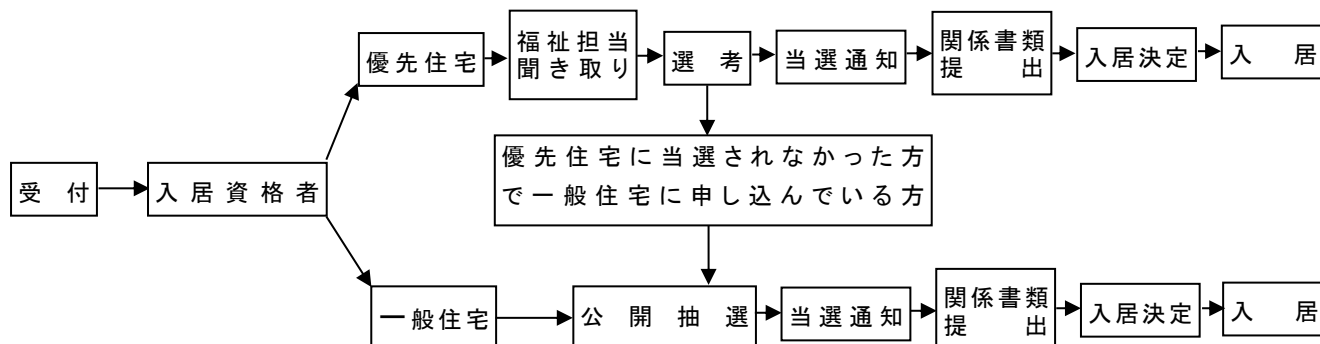 優先住宅
福祉担当
聞き取り
選考
当選通知
関係書類
提出
入居決定
入居
優先住宅に当選されなかった方
で一般住宅に申し込んでいる方
受付
入居資格者
一般住宅
公開抽選
当選通知
関係書類
提出
入居決定
入居